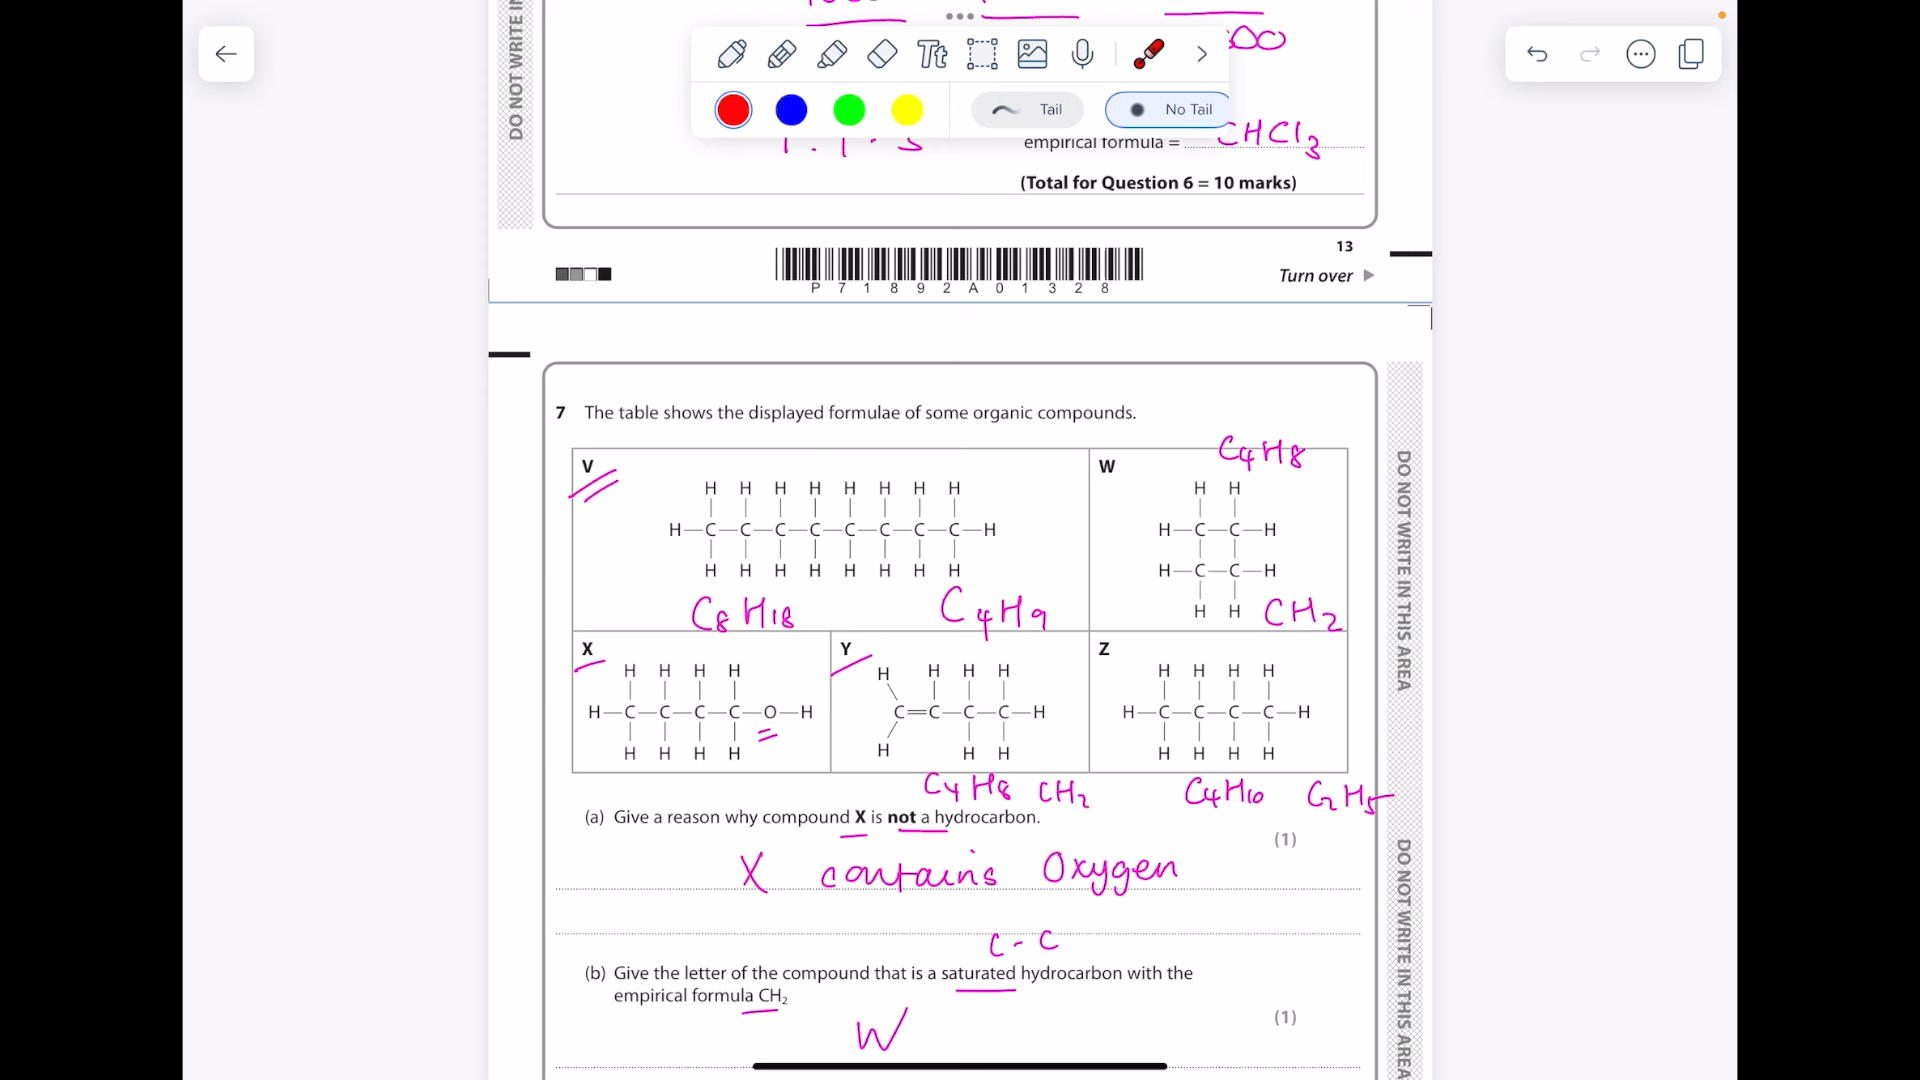 Tt
Tail
No Tail
DO NOT WRITE IN
empirical formula = CHCl3
(Total for Question 6 = 10 marks)
13
P 7 1 8 9 2 A 0 1 3 2 8
Turn over
7 The table shows the displayed formulae of some organic compounds.
C4H8
V
H H H H H H H H
H—C—C—C—C—C—C—C—C—H
H H H H H H H H
C8H18
C4H9
W
H H
H—C—C—H
H—C—C—H
H H
CH2
X
H H H H
H—C—C—C—C—O—H
H H H H
Y
H H H H
C=C—C—C—H
H H H
Z
H H H H
H—C—C—C—C—H
H H H H
C4H8 CH2
C4H10 C2H5
(a) Give a reason why compound X is not a hydrocarbon.
(1)
X contains Oxygen
C-C
(b) Give the letter of the compound that is a saturated hydrocarbon with the
empirical formula CH2
(1)
W
DO NOT WRITE IN THIS AREA
DO NOT WRITE IN THIS AREA